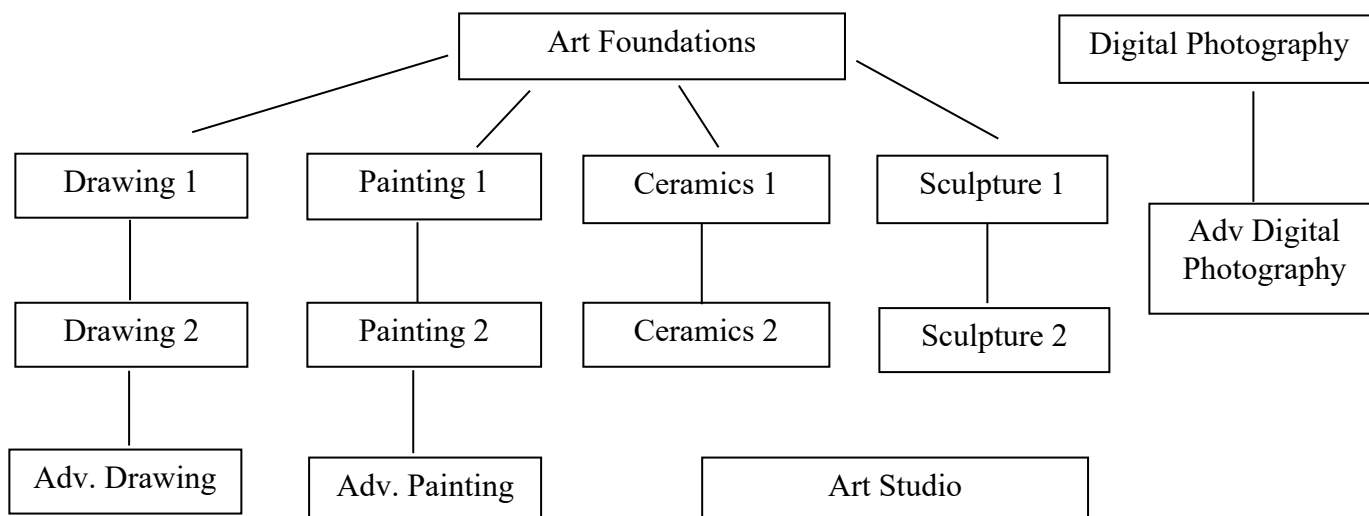 Art Foundations
Digital Photography
Drawing 1
Painting 1
Ceramics 1
Sculpture 1
Adv Digital
Photography
Drawing 2
Painting 2
Ceramics 2
Sculpture 2
Adv. Drawing
Adv. Painting
Art Studio